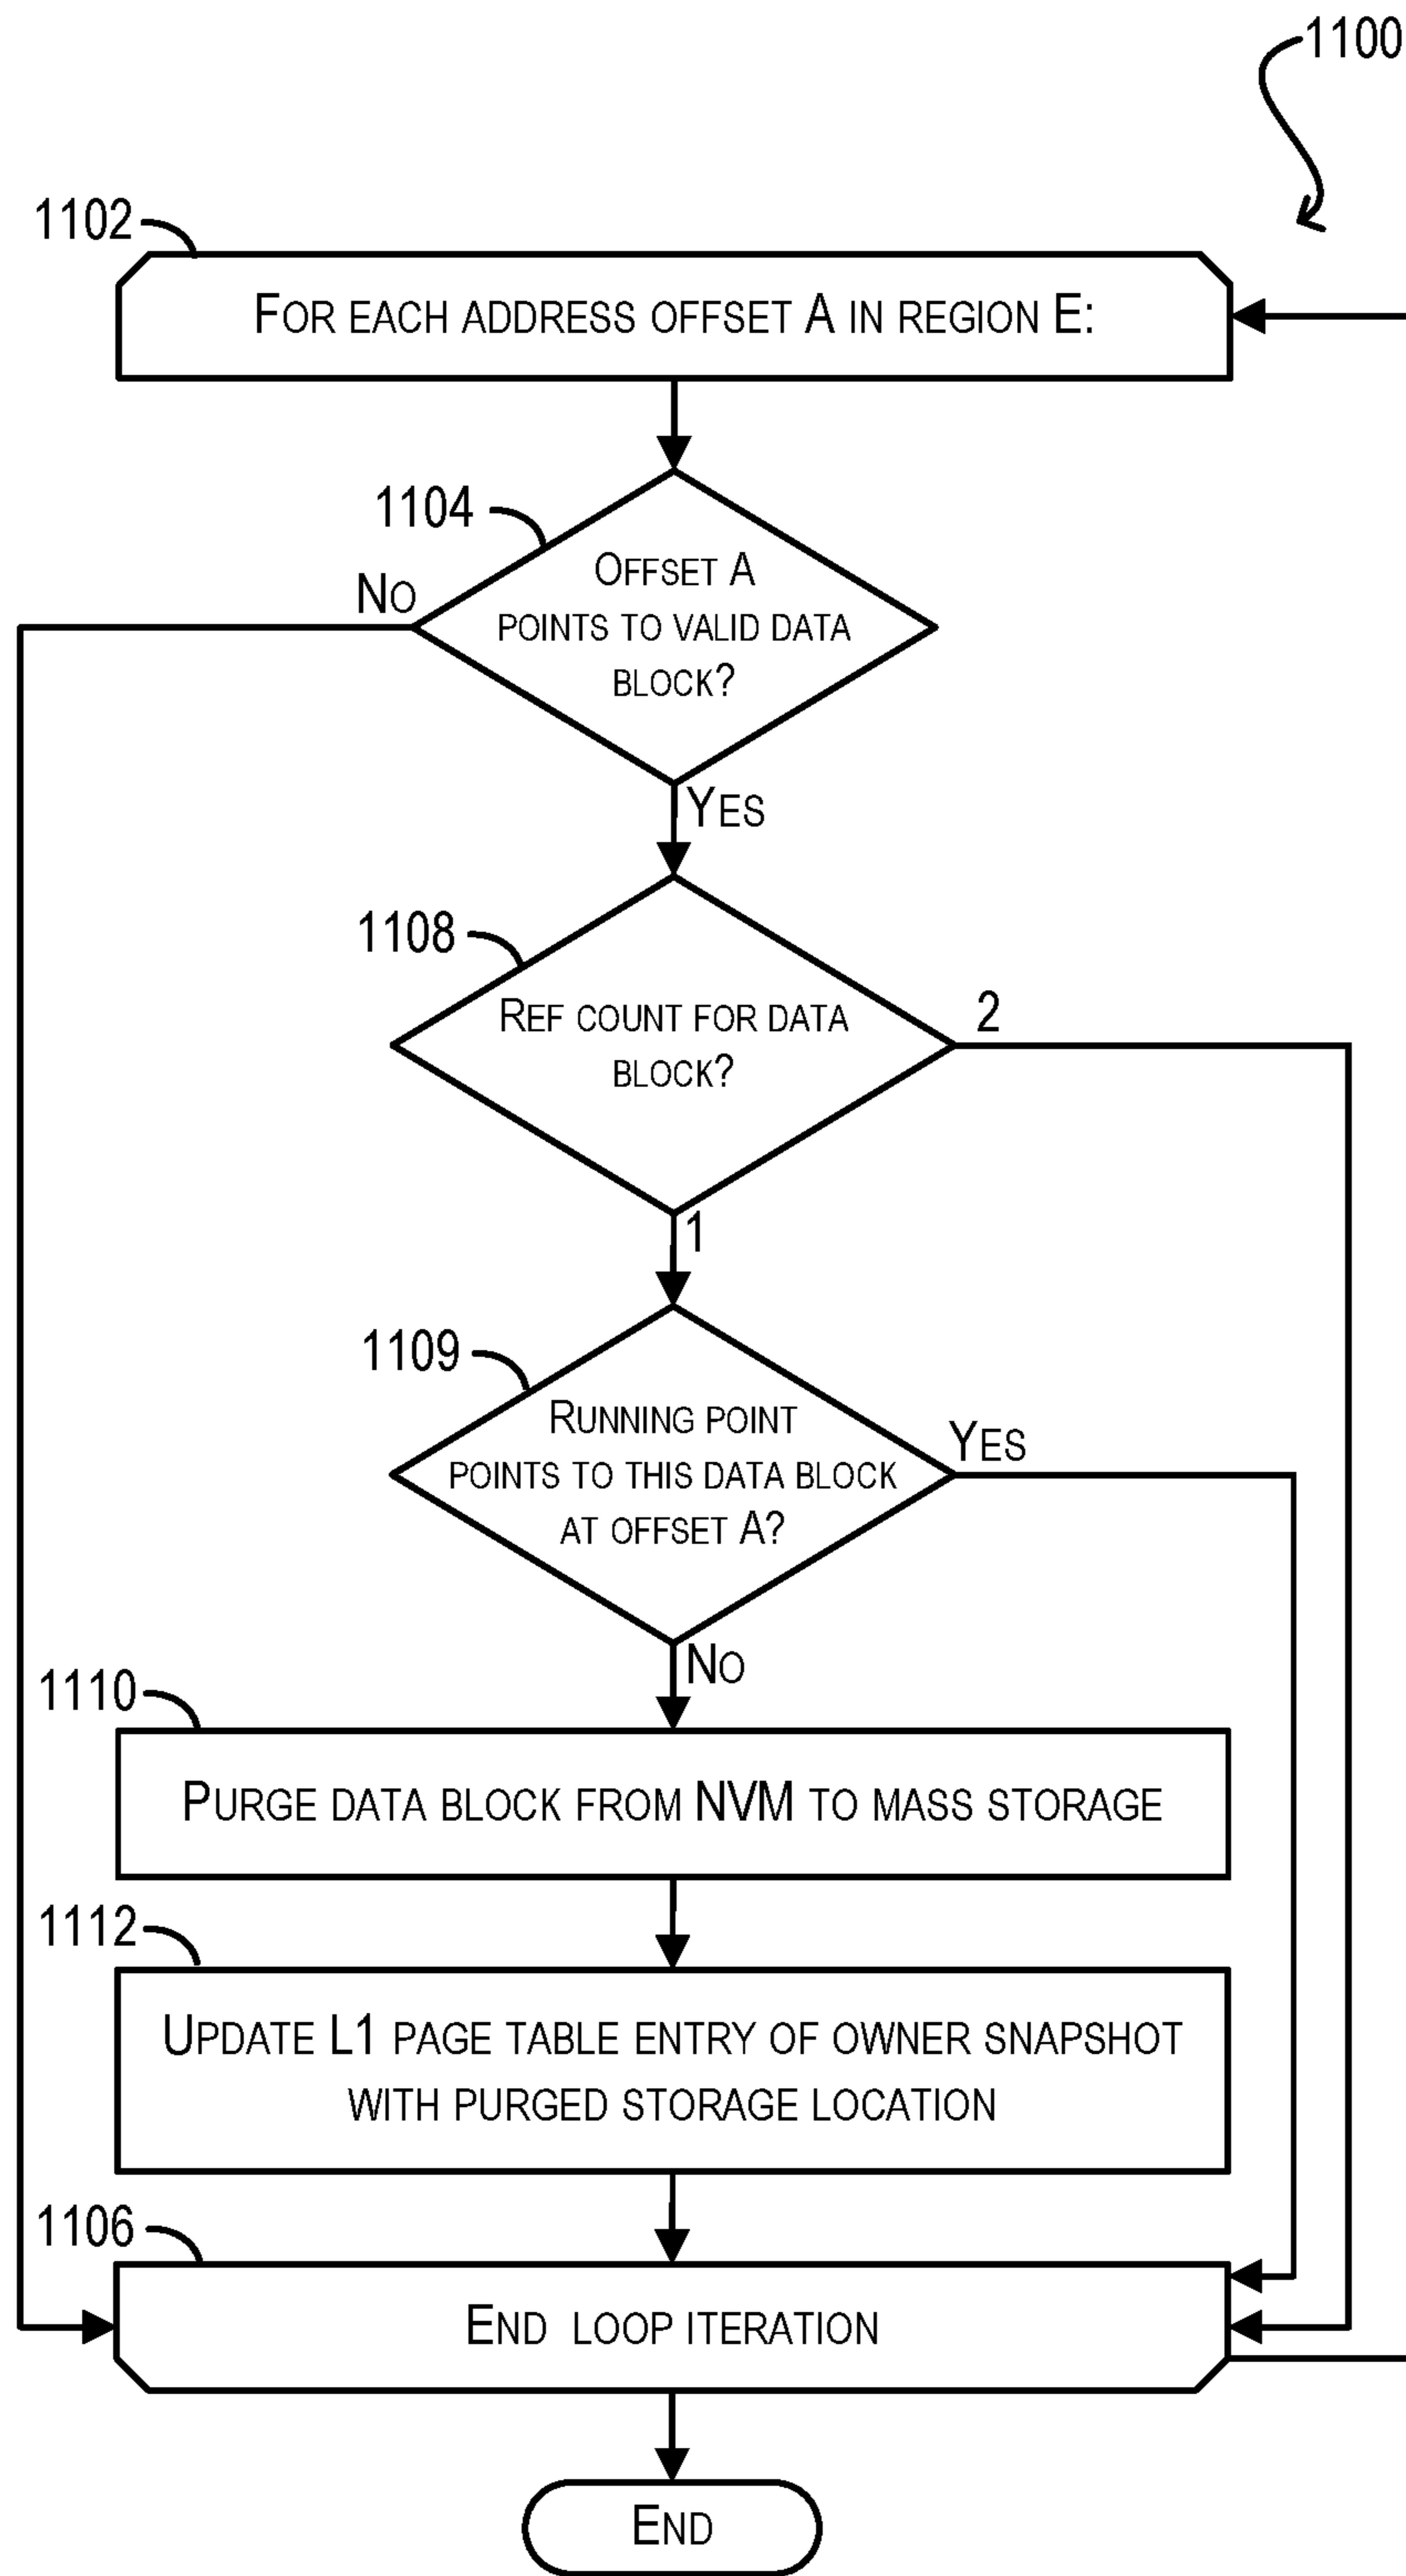 1100
1102
For each address offset A in region E:
1104
Offset A
points to valid data
block?
No
Yes
1108
Ref count for data
block?
2
1
1109
Running point
points to this data block
at offset A?
Yes
No
1110
Purge data block from NVM to mass storage
1112
Update L1 page table entry of owner snapshot
with purged storage location
1106
End loop iteration
End